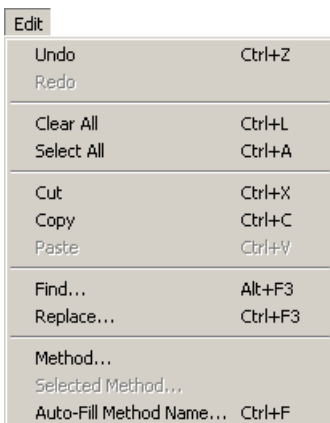 Edit
Undo Ctrl+Z
Redo
Clear All Ctrl+L
Select All Ctrl+A
Cut Ctrl+X
Copy Ctrl+C
Paste Ctrl+V
Find... Alt+F3
Replace... Ctrl+F3
Method...
Selected Method...
Auto-Fill Method Name... Ctrl+F